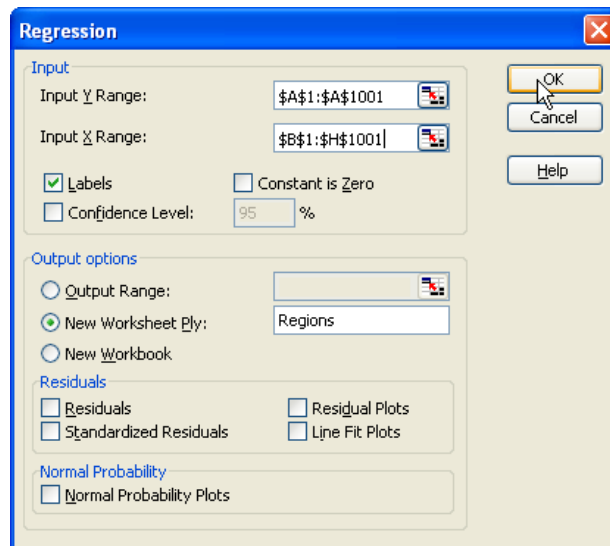 Regression
Input
Input Y Range: $A$1:$A$1001
OK
Input X Range: $B$1:$H$1001
Cancel
Labels Constant is Zero
Help
Confidence Level: 95 %
Output options
Output Range:
New Worksheet Ply: Regions
New Workbook
Residuals
Residuals Residual Plots
Standardized Residuals Line Fit Plots
Normal Probability
Normal Probability Plots